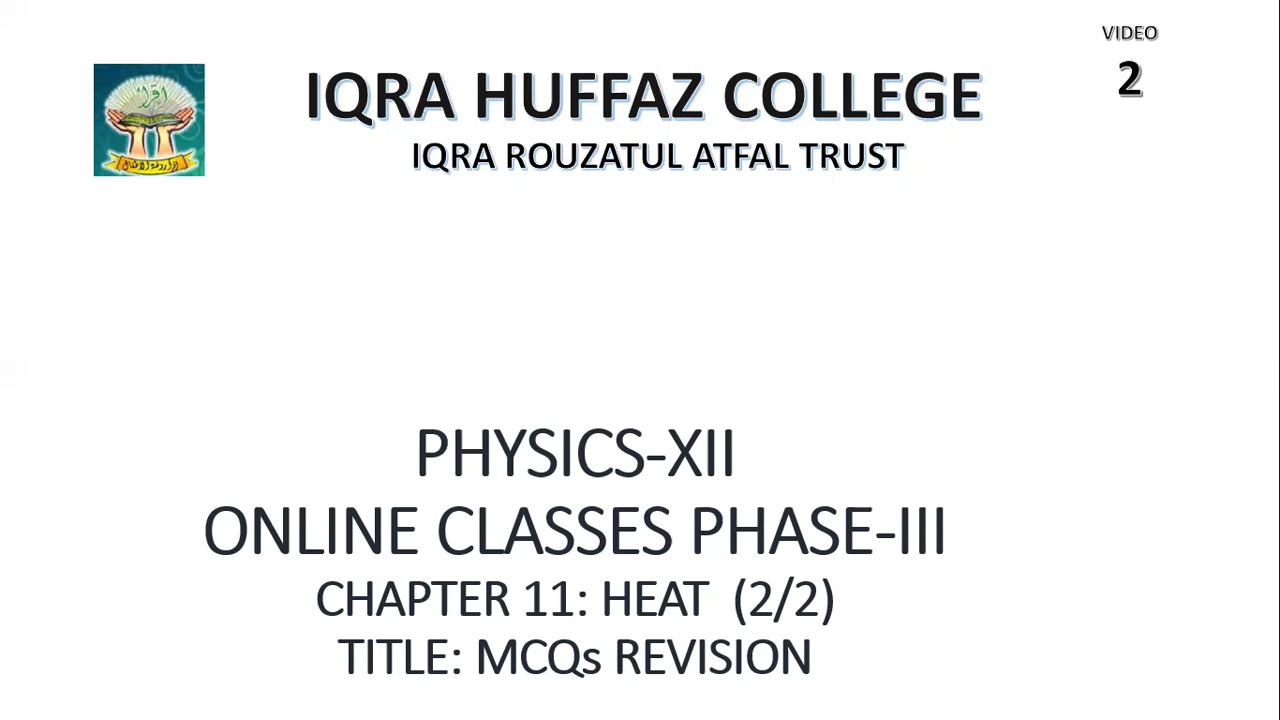 VIDEO
2
IQRA HUFFAZ COLLEGE
IQRA ROUZATUL ATFAL TRUST
اقرأ
PHYSICS-XII
ONLINE CLASSES PHASE-III
CHAPTER 11: HEAT (2/2)
TITLE: MCQs REVISION